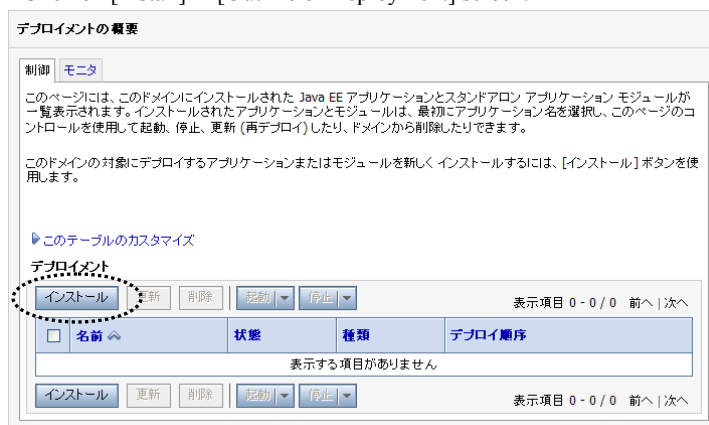 デプロイメントの概要
制御 モニタ
このページには、このドメインにインストールされた Java EE アプリケーションとスタンドアロン アプリケーション モジュールが
一覧表示されます。インストールされたアプリケーションとモジュールは、最初にアプリケーション名を選択し、このページのコ
ントロールを使用して起動、停止、更新 (再デプロイ) したり、ドメインから削除したりできます。
このドメインの対象にデプロイするアプリケーションまたはモジュールを新しくインストールするには、[インストール] ボタンを使
用します。
このテーブルのカスタマイズ
デプロイメント
インストール 更新 削除 起動 停止 表示項目 0 - 0 / 0 前へ | 次へ
名前 状態 種類 デプロイ順序
表示する項目がありません
インストール 更新 削除 起動 停止 表示項目 0 - 0 / 0 前へ | 次へ